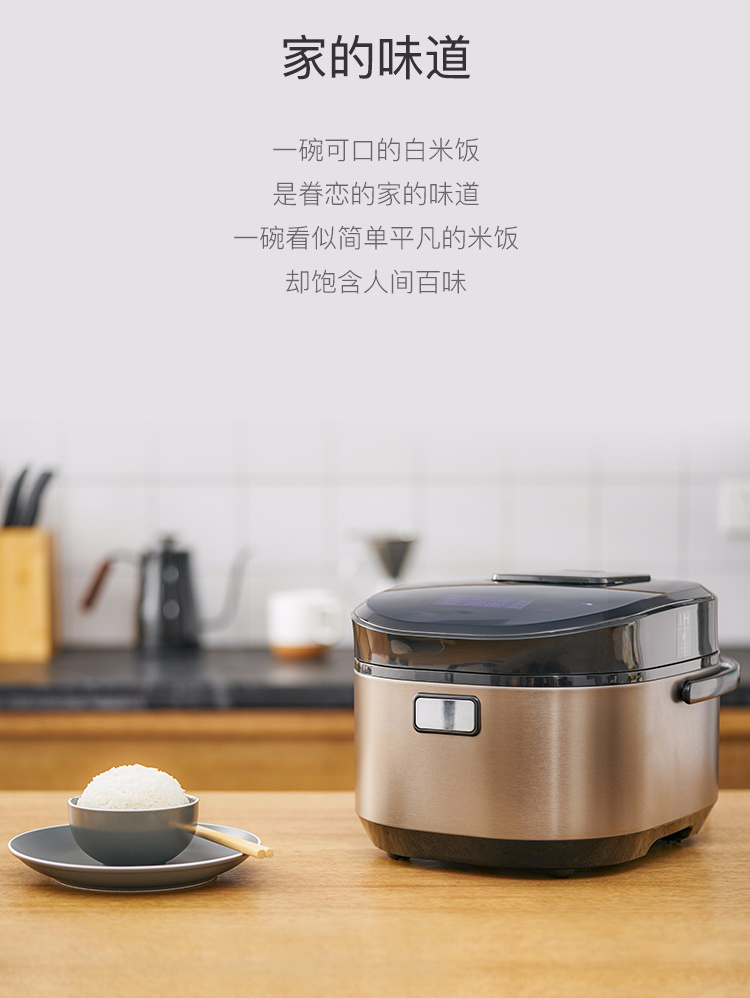 家的味道
一碗可口的白米饭
是眷恋的家的味道
一碗看似简单平凡的米饭
却饱含人间百味